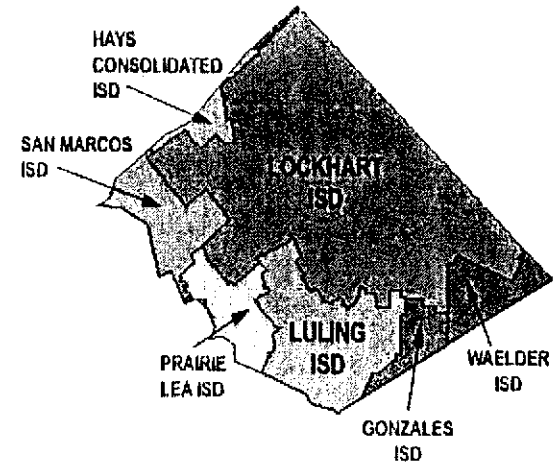 HAYS
CONSOLIDATED
ISD
SAN MARCOS
ISD
LOCKHART
ISD
LULING
ISD
PRAIRIE
LEA ISD
WAELDER
ISD
GONZALES
ISD